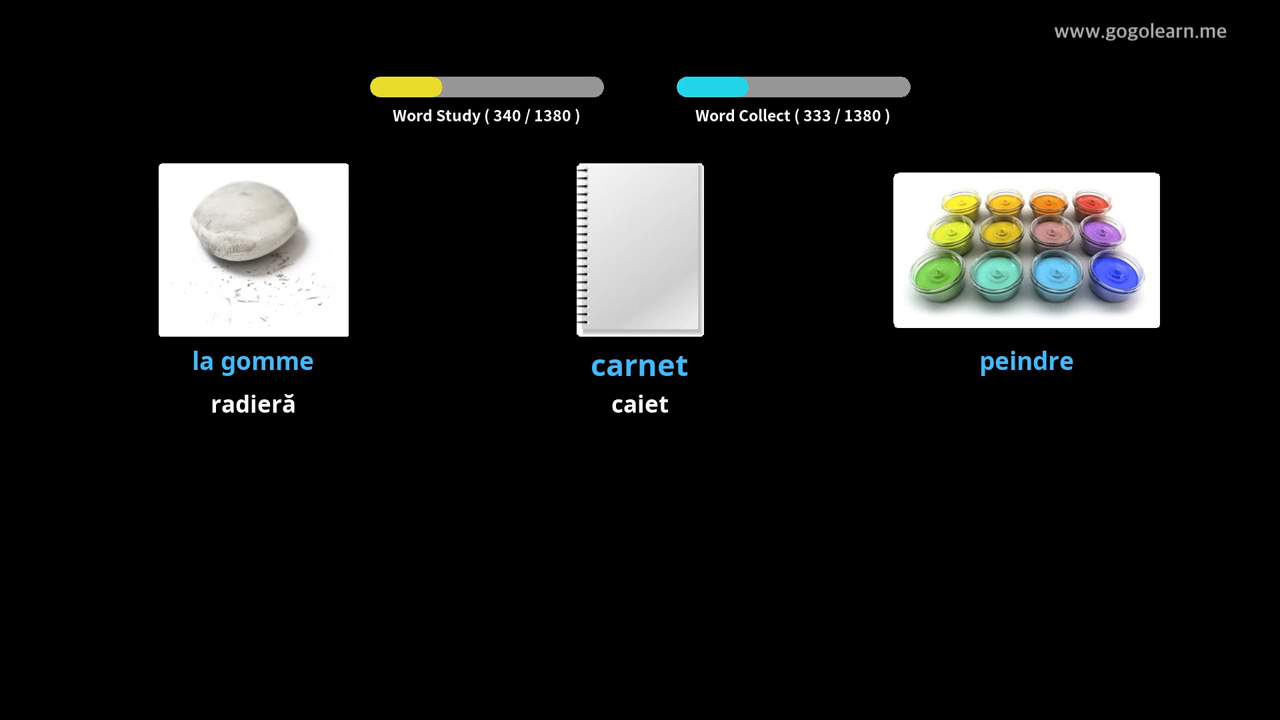 www.gogolearn.me
Word Study ( 340 / 1380 )
Word Collect ( 333 / 1380 )
la gomme
radieră
carnet
caiet
peindre